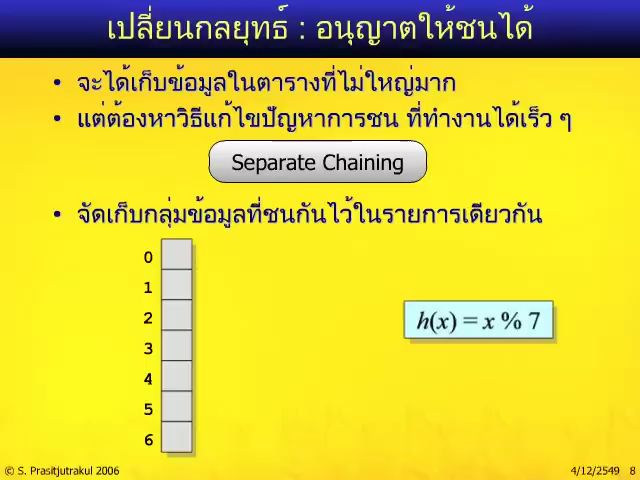 เปลี่ยนกลยุทธ์ : อนุญาตให้ชนได้
• จะได้เก็บข้อมูลในตารางที่ไม่ใหญ่มาก
• แต่ต้องหาวิธีแก้ไขปัญหาการชน ที่ทำงานได้เร็ว ๆ
Separate Chaining
• จัดเก็บกลุ่มข้อมูลที่ชนกันไว้ในรายการเดียวกัน
0
1
2
3
4
5
6
h(x) = x % 7
© S. Prasitjutrakul 2006
4/12/2549 8